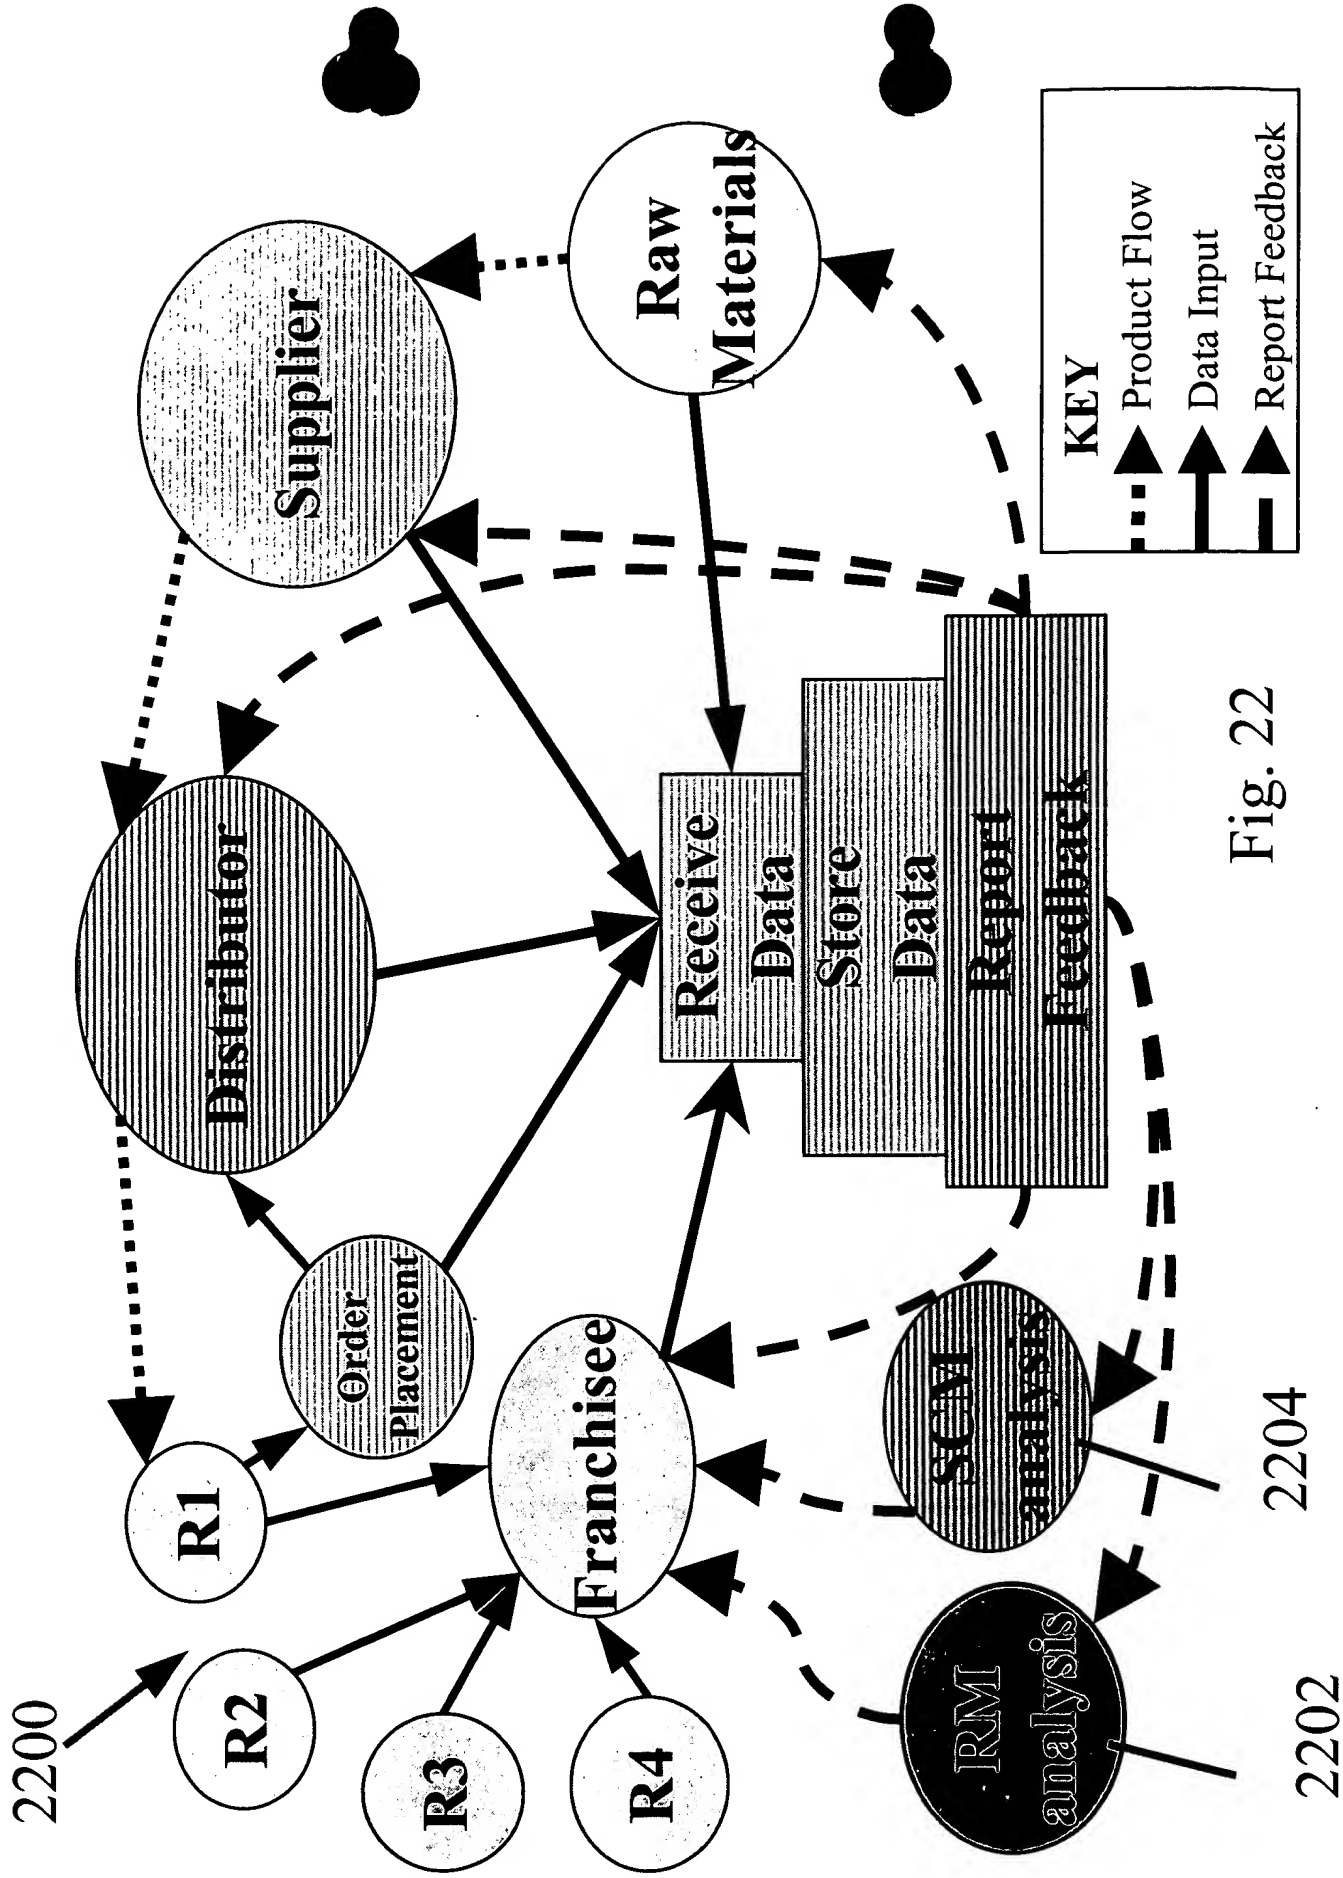 2200
R1
R2
R3
R4
Order
Placement
Distributor
Supplier
Franchisee
Raw
Materials
Receive
Data
Store
Data
Report
Feedback
RM
analysis
SCM
analysis
2202
2204
Fig. 22
KEY
Product Flow
Data Input
Report Feedback